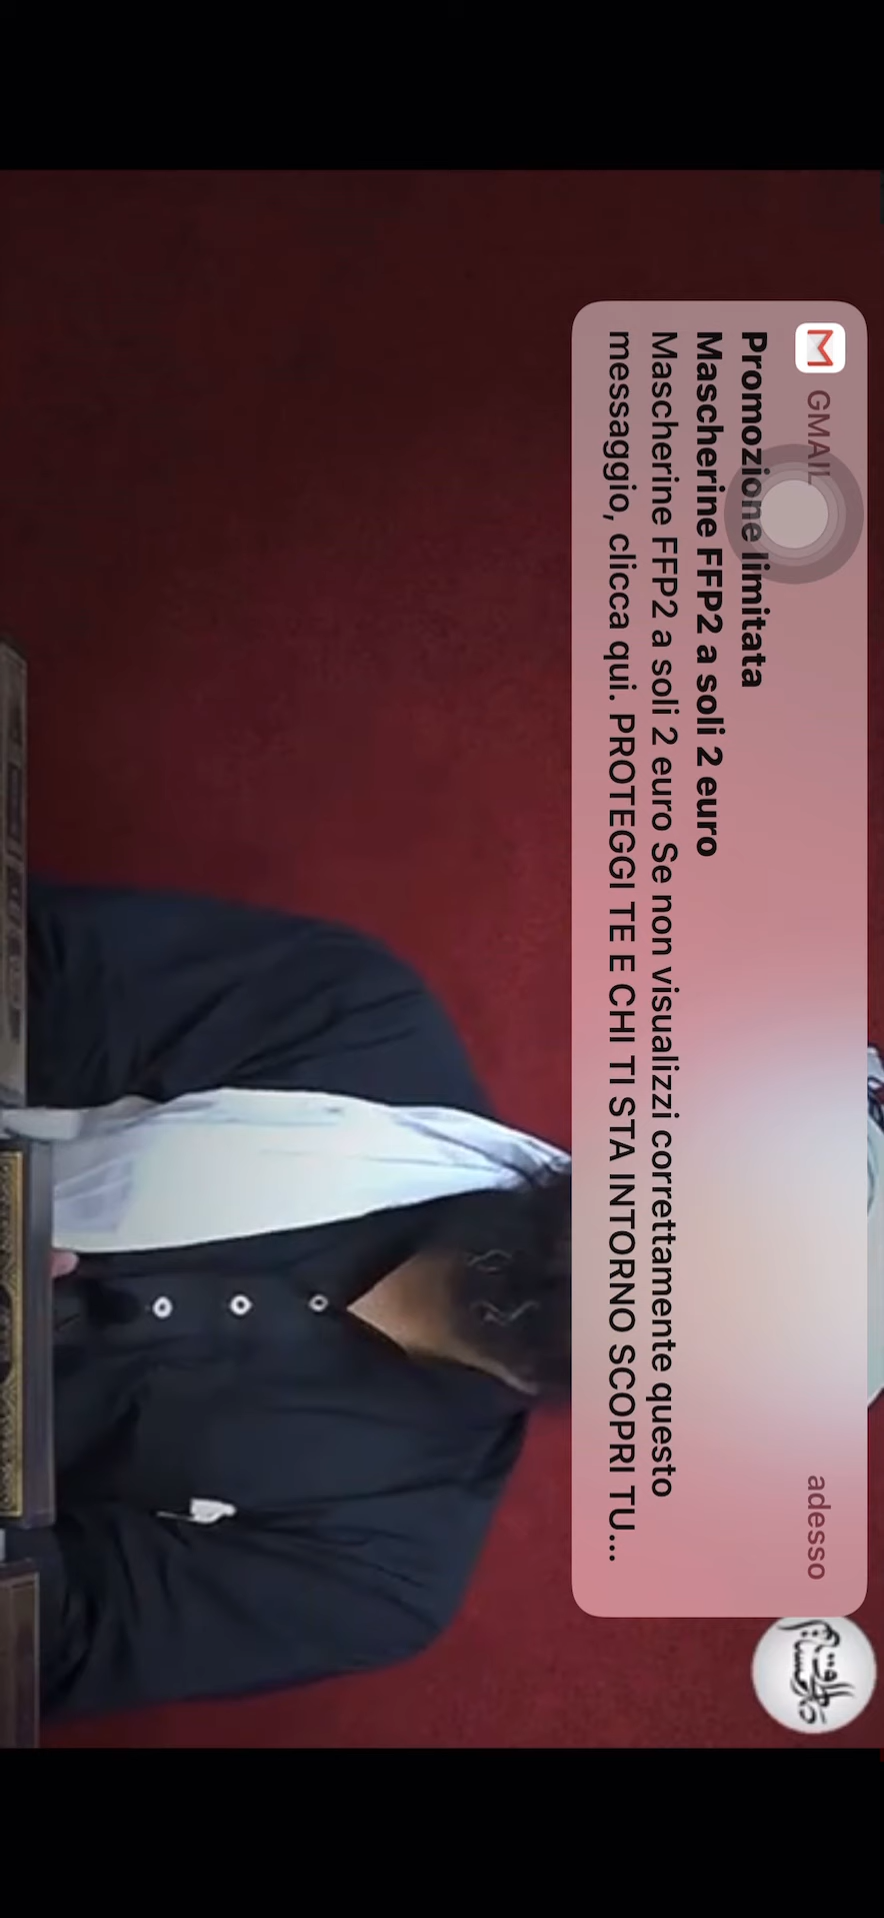 GMAIL
adesso
Promozione limitata
Mascherine FFP2 a soli 2 euro
Mascherine FFP2 a soli 2 euro Se non visualizzi correttamente questo
messaggio, clicca qui. PROTEGGI TE E CHI TI STA INTORNO SCOPRI TU...